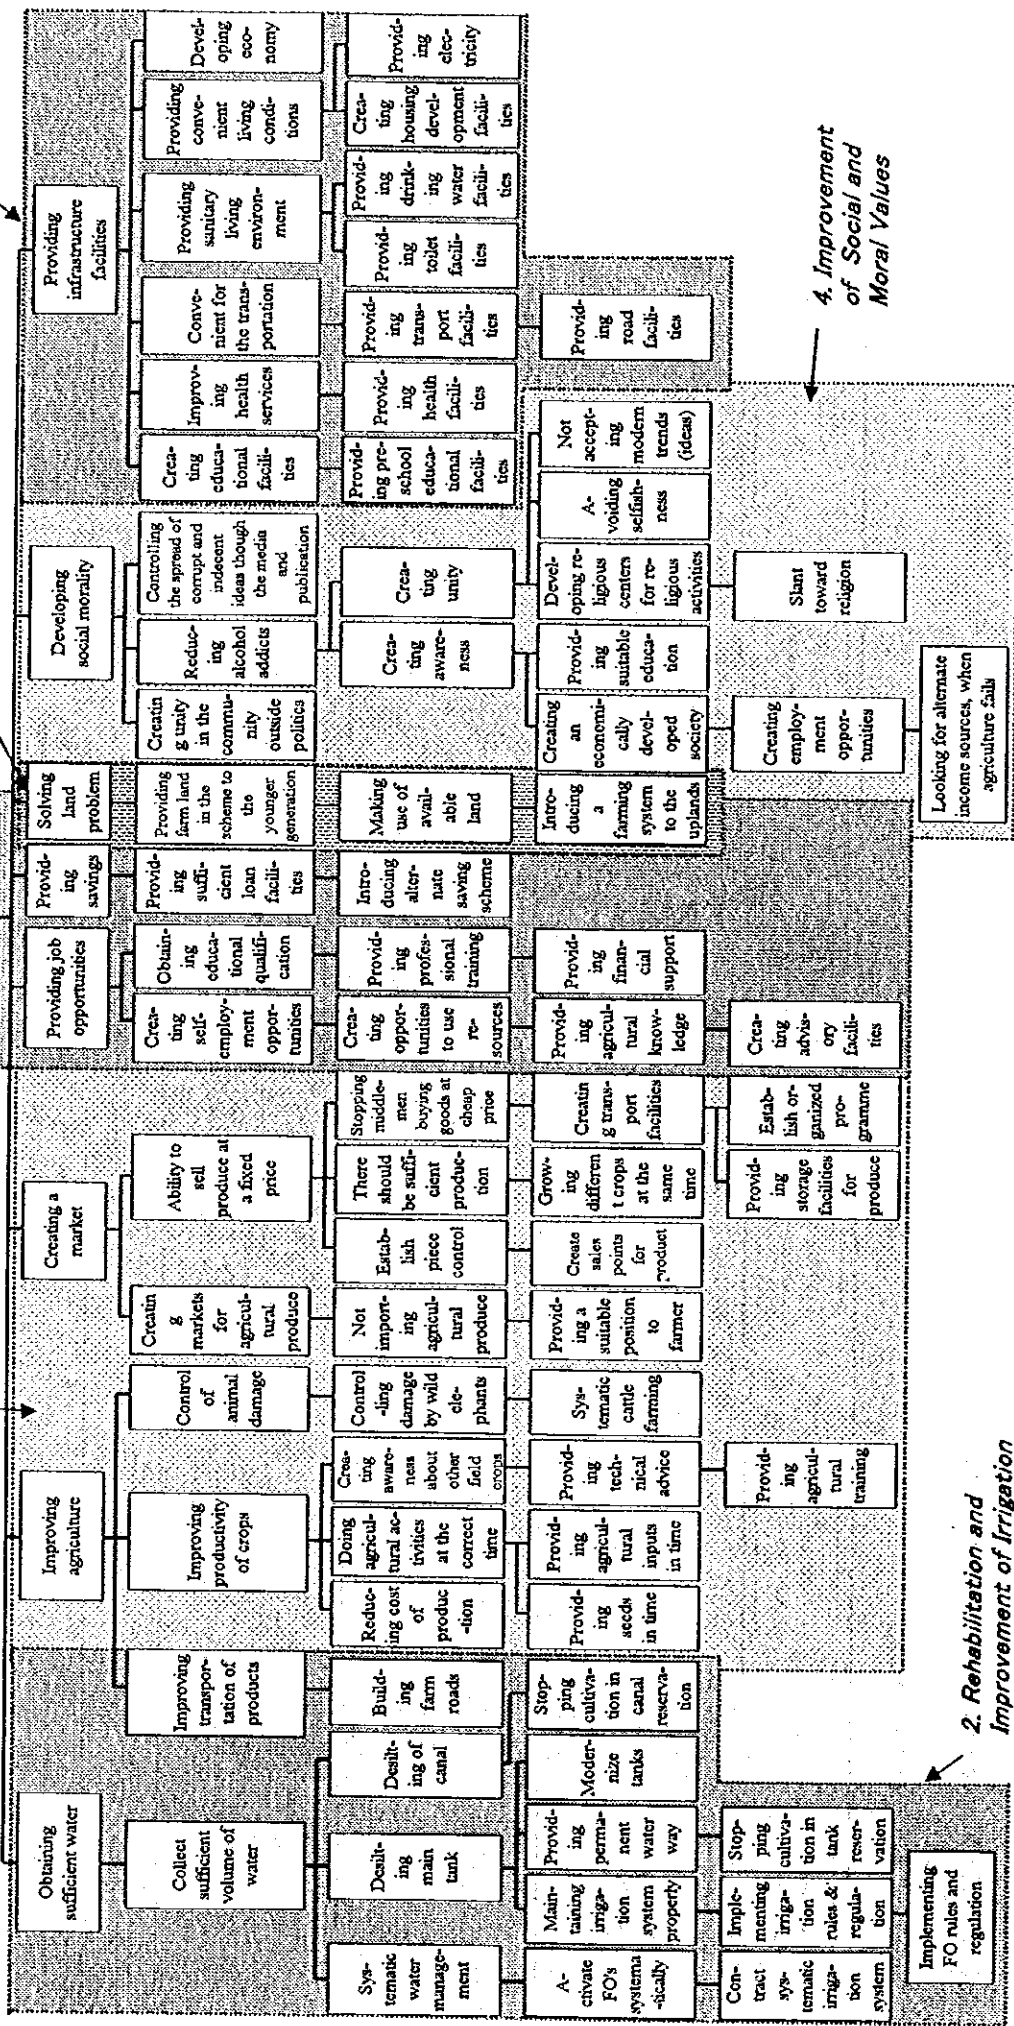 Obtaining
sufficient water
Improving
agriculture
Creating a
market
Providing job
opportunities
Provid-
ing
savings
Solving
land
problem
Developing
social morality
Providing
infrastructure
facilities
Collect
sufficient
volume of
water
Improving
transpor-
tation of
products
Improving
productivity
of crops
Control
of
animal
damage
Creatin
g
markets
for
agricul-
tural
produce
Ability to
sell
produce at
a fixed
price
Crea-
ting
self-
employ-
ment
oppor-
tunities
Obtain-
ing
educa-
tional
qualifi-
cation
Provid-
ing
suffi-
cient
loan
facili-
ties
Providing
farm land
in the
scheme to
the
younger
generation
Creatin
g unity
in the
commu-
nity
outside
politics
Reduc-
ing
alcohol
addicts
Controlling
the spread of
corrupt and
indecent
ideas though
the media
and
publication
Crea-
ting
educa-
tional
facili-
ties
Improv-
ing
health
services
Conve-
nient for
the trans-
portation
Providing
sanitary
living
environ-
ment
Providing
conve-
nient
living
condi-
tions
Devel-
oping
eco-
nomy
Sys-
tematic
water
manage-
ment
Desilt-
ing
main
tank
Desilt-
ing of
canal
Build-
ing
farm
roads
Reduc-
ing cost
of
produc
-tion
Doing
agricul-
tural ac-
tivities
at the
correct
time
Crea-
ting
aware-
ness
about
other
field
crops
Control
-ling
damage
by wild
ele-
phants
Not
import-
ing
agricul-
tural
produce
Estab-
lish
piece
control
There
should
be suffi-
cient
produc-
tion
Stopping
middle-
men
buying
goods at
cheap
price
Crea-
ting
oppor-
tunities
to use
re-
sources
Provid-
ing
profes-
sional
training
Intro-
ducing
alter-
nate
saving
scheme
Making
use of
avail-
able
land
Crea-
ting
aware-
ness
Crea-
ting
unity
Provid-
ing pre-
school
educa-
tional
facili-
ties
Provid-
ing
health
facili-
ties
Provid-
ing
trans-
port
facili-
ties
Provid-
ing
toilet
facili-
ties
Provid-
ing
drink-
ing
water
facili-
ties
Crea-
ting
housing
devel-
opment
facili-
ties
Provid-
ing
elec-
tricity
A-
ctivate
FO's
systema
-tically
Main-
training
irriga-
tion
system
properly
Provid-
ing
perma-
nent
water
way
Moder-
nize
tanks
Stop-
ping
cultiva-
tion in
canal
reserva-
tion
Provid-
ing
seeds
in time
Provid-
ing
agricul-
tural
inputs
in time
Provid-
ing
tech-
nical
advice
Sys-
tematic
cattle
farming
Provid-
ing a
suitable
position
to
farmer
Create
sales
points
for
product
Grow-
ing
differen
t crops
at the
same
time
Creatin
g trans-
port
facilities
Provid-
ing
agricul-
tural
know-
ledge
Provid-
ing
finan-
cial
support
Intro-
ducing
a
farming
system
to the
uplands
Creating
an
economi-
cally
devel-
oped
society
Provid-
ing
suitable
educa-
tion
Devel-
oping re-
ligious
centers
for re-
ligious
activities
A-
voiding
selfish-
ness
Not
accept-
ing
modern
trends
(ideas)
Provid-
ing
road
facili-
ties
Con-
tract
sys-
tematic
irriga-
tion
system
Imple-
menting
irriga-
tion
rules &
regula-
tion
Stop-
ping
cultiva-
tion in
tank
reser-
vation
Provid-
ing
agricul-
tural
training
Provid-
ing
storage
facilities
for
produce
Estab-
lish or-
ganized
pro-
gramme
Crea-
ting
advis-
ory
facili-
ties
Creating
employ-
ment
oppor-
tunities
Slant
toward
religion
Implementing
FO rules and
regulation
Looking for alternate
income sources, when
agriculture fails
2. Rehabilitation and
Improvement of Irrigation
4. Improvement
of Social and
Moral Values